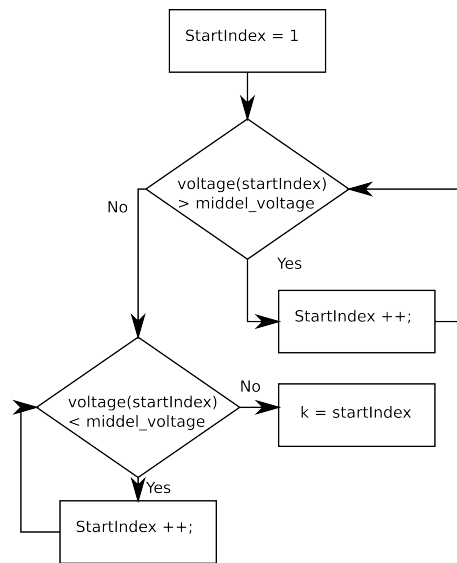 StartIndex = 1
voltage(startIndex)
> middel_voltage
No
Yes
StartIndex ++;
voltage(startIndex)
< middel_voltage
No
k = startIndex
Yes
StartIndex ++;